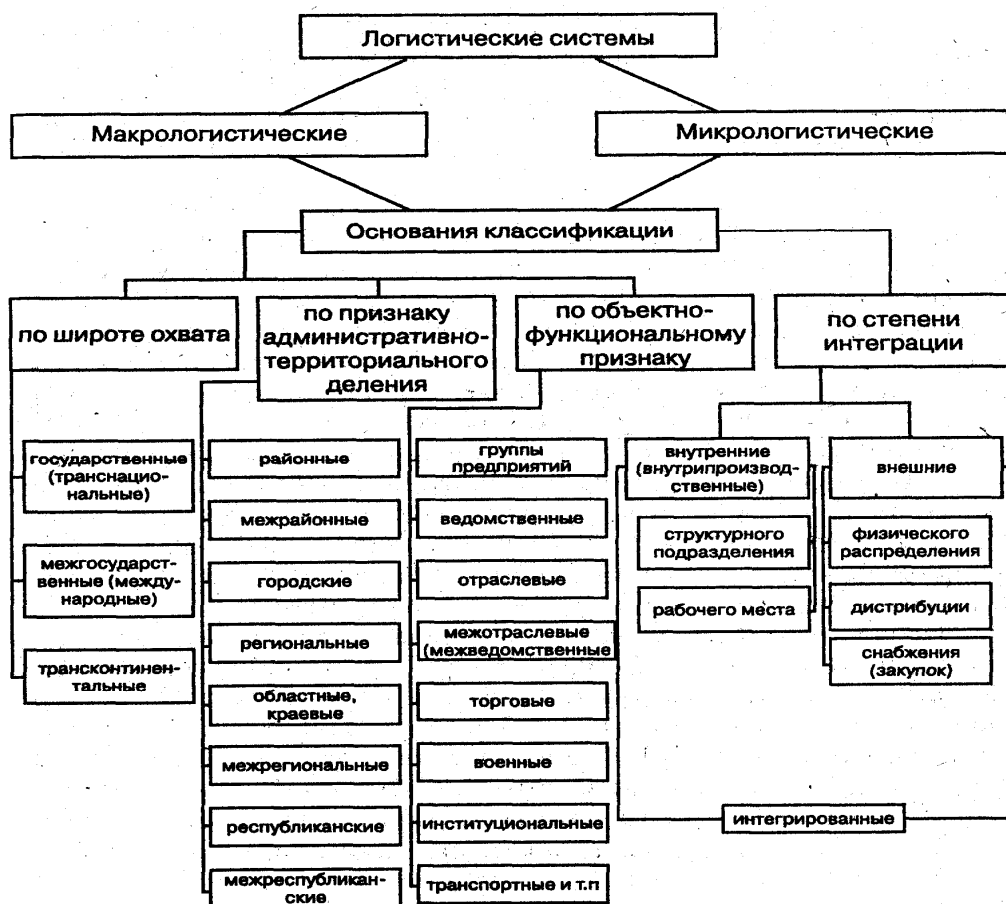 Логистические системы
Макрологистические
Микрологистические
Основания классификации
по широте охвата
по признаку
административно-
территориального
деления
по объектно-
функциональному
признаку
по степени
интеграции
государственные
(транснацио-
нальные)
межгосударст-
венные (между-
народные)
трансконтинен-
тальные
районные
межрайонные
городские
региональные
областные,
краевые
межрегиональные
республиканские
межреспубликан-
ские
группы
предприятий
ведомственные
отраслевые
межотраслевые
(межведомственные
торговые
военные
институциональные
транспортные и т.п
внутренние
(внутрипроизвод-
ственные)
структурного
подразделения
рабочего места
внешние
физического
распределения
дистрибуции
снабжения
(закупок)
интегрированные